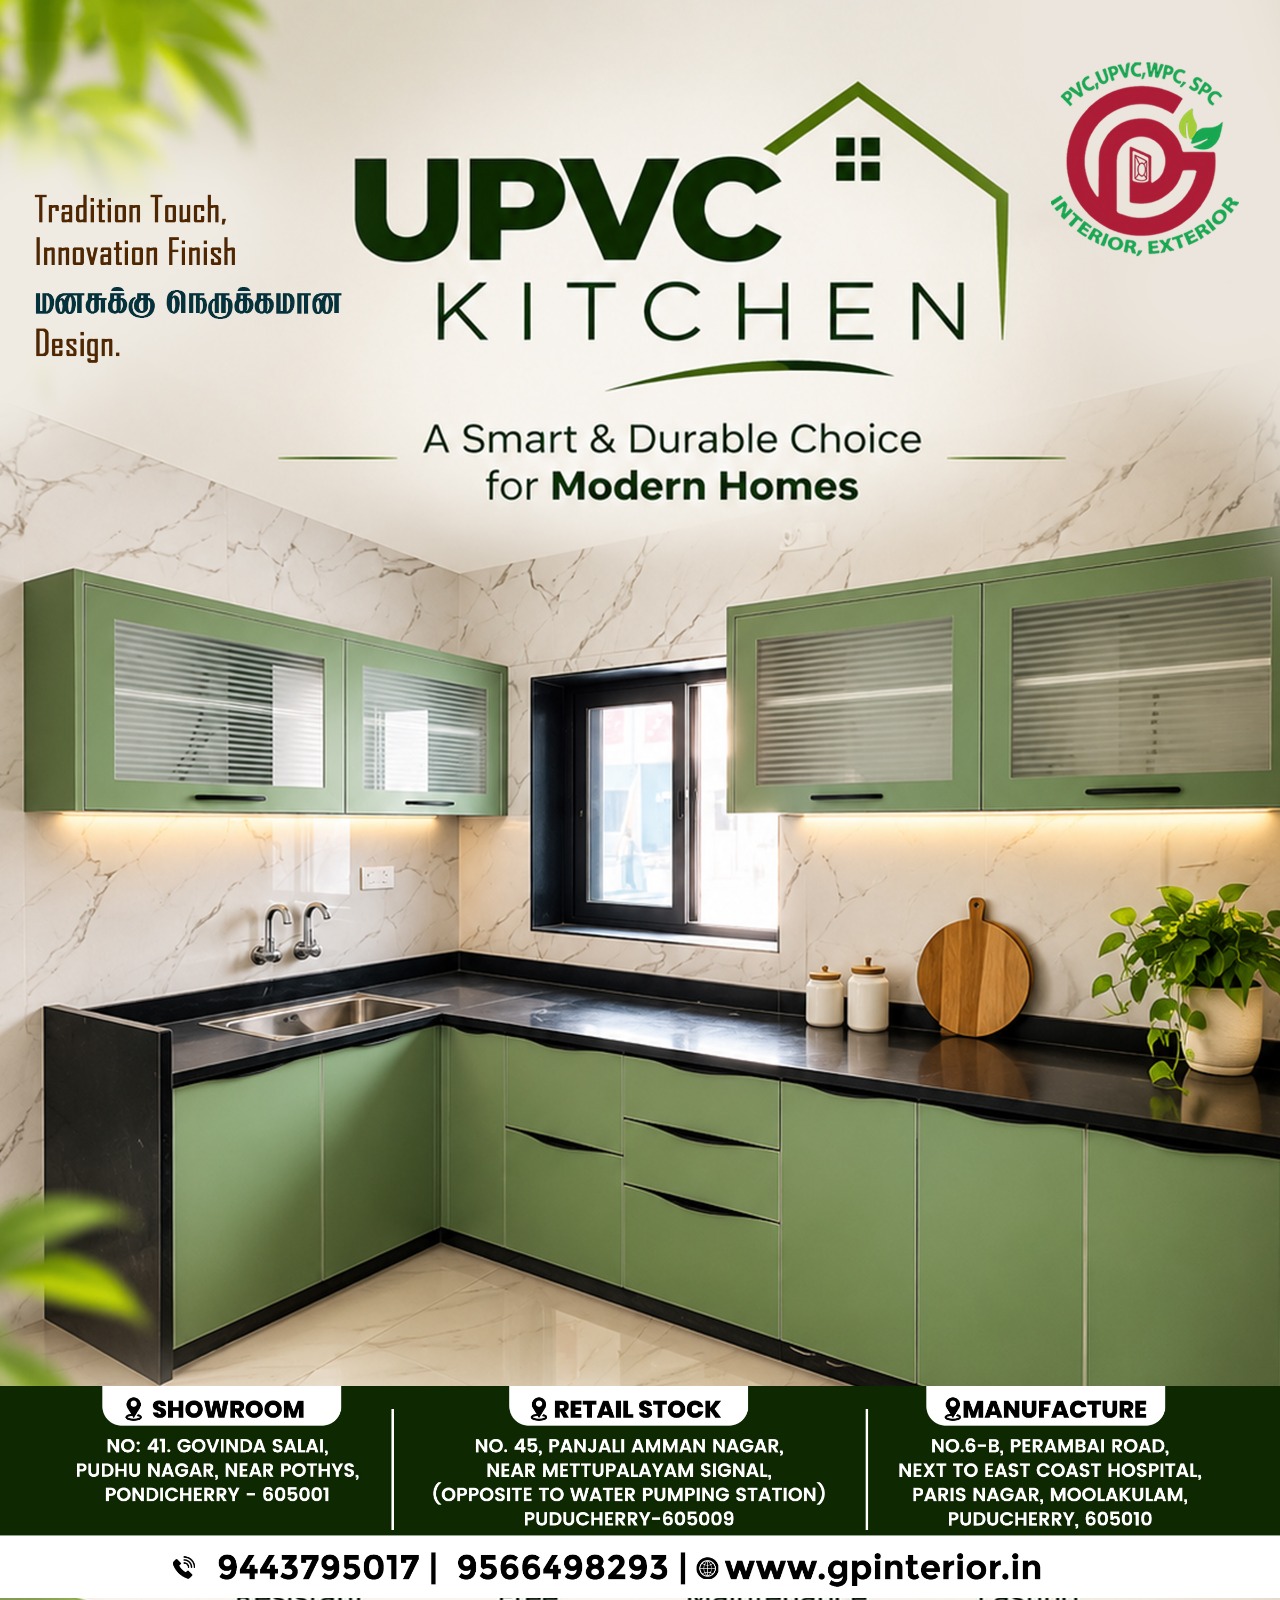 PVC,UPVC,WPC, SPC
INTERIOR, EXTERIOR
UPVC
KITCHEN
Tradition Touch,
Innovation Finish
மனசுக்கு நெருக்கமான
Design.
A Smart & Durable Choice
for Modern Homes
SHOWROOM
NO: 41. GOVINDA SALAI,
PUDHU NAGAR, NEAR POTHYS,
PONDICHERRY - 605001
RETAIL STOCK
NO. 45, PANJALI AMMAN NAGAR,
NEAR METTUPALAYAM SIGNAL,
(OPPOSITE TO WATER PUMPING STATION)
PUDUCHERRY-605009
MANUFACTURE
NO.6-B, PERAMBAI ROAD,
NEXT TO EAST COAST HOSPITAL,
PARIS NAGAR, MOOLAKULAM,
PUDUCHERRY, 605010
9443795017 | 9566498293 | www.gpinterior.in